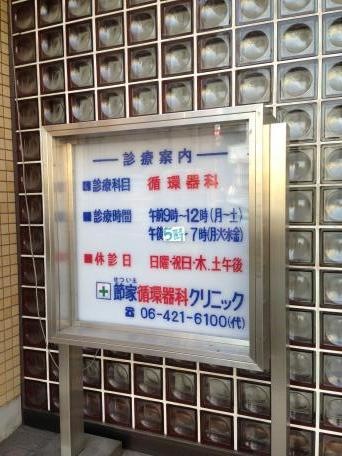 診療案内
診療科目 循環器科
診療時間 午前9時〜12時(月-土)
午後5時・7時(月火水金)
休診日 日曜・祝日・木.土午後
せついえ
節家循環器科クリニック
☎ 06-421-6100(代)